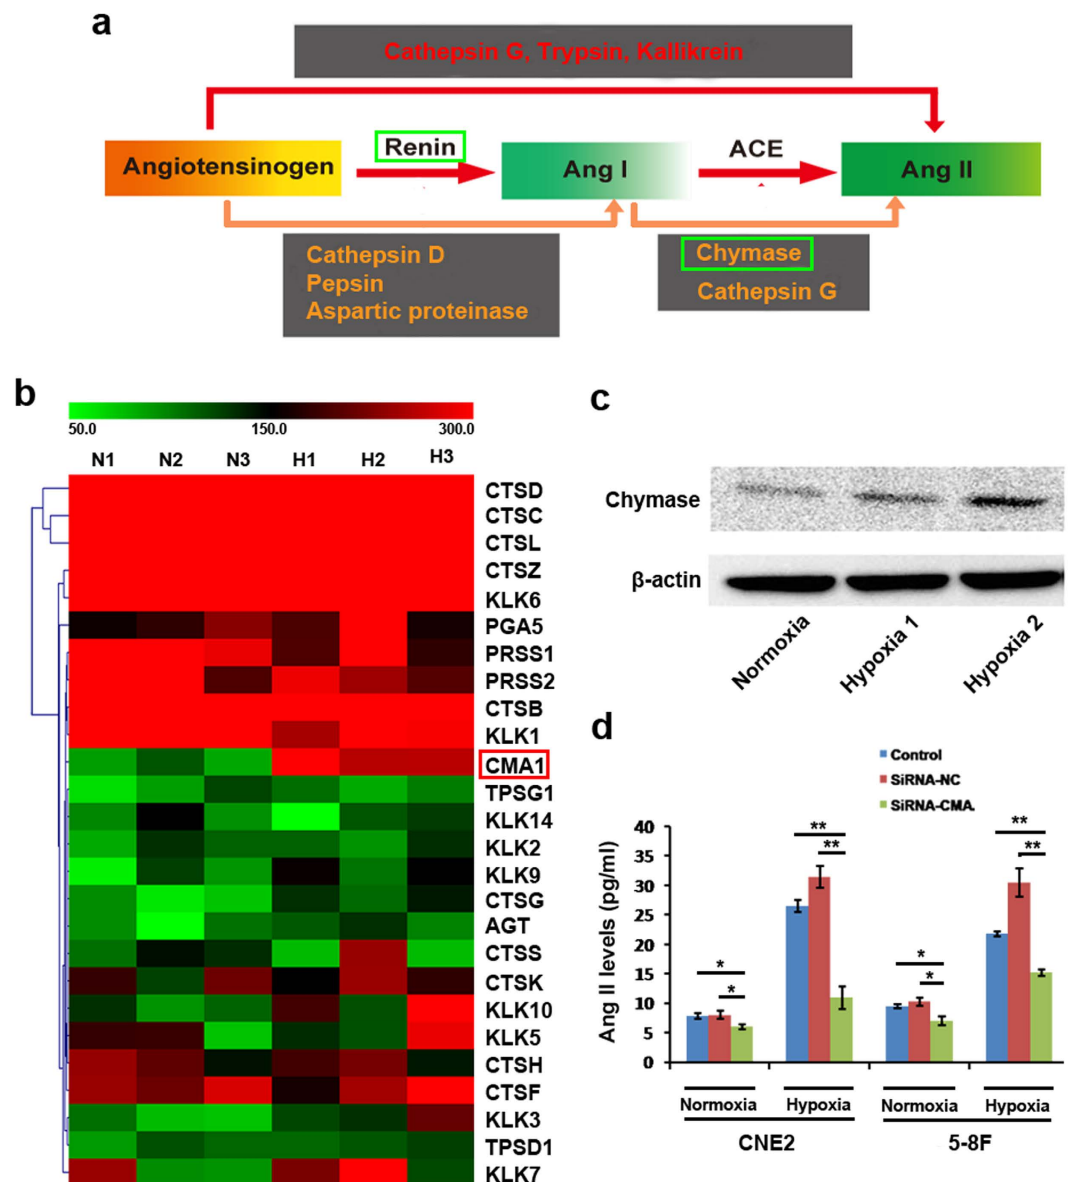 a
Cathepsin G, Trypsin, Kallikrein
Angiotensinogen
Renin
Ang I
ACE
Ang II
Cathepsin D
Pepsin
Aspartic proteinase
Chymase
Cathepsin G
b
50.0 150.0 300.0
N1 N2 N3 H1 H2 H3
CTSD
CTSC
CTSL
CTSZ
KLK6
PGA5
PRSS1
PRSS2
CTSB
KLK1
CMA1
TPSG1
KLK14
KLK2
KLK9
CTSG
AGT
CTSS
CTSK
KLK10
KLK5
CTSH
CTSF
KLK3
TPSD1
KLK7
c
Chymase
β-actin
Normoxia
Hypoxia 1
Hypoxia 2
d
Control
SiRNA-NC
SiRNA-CMA.
Ang II levels (pg/ml)
40
35
30
25
20
15
10
5
0
*
*
**
**
*
*
**
**
Normoxia Hypoxia Normoxia Hypoxia
CNE2 5-8F